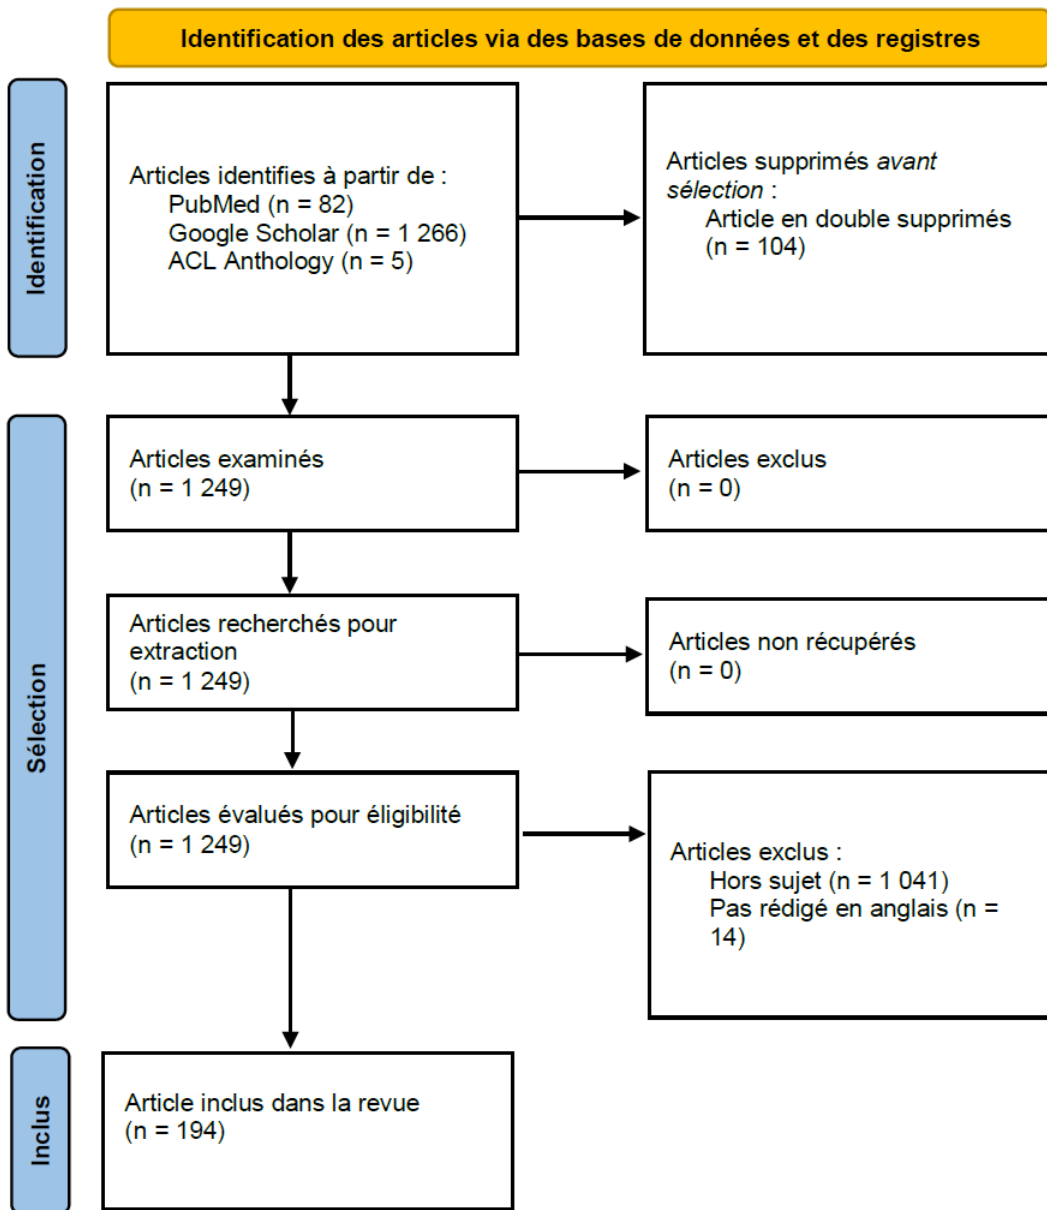 Identification des articles via des bases de données et des registres
Identification
Articles identifies à partir de :
PubMed (n = 82)
Google Scholar (n = 1 266)
ACL Anthology (n = 5)
Articles supprimés avant
sélection :
Article en double supprimés
(n = 104)
Sélection
Articles examinés
(n = 1 249)
Articles exclus
(n = 0)
Articles recherchés pour
extraction
(n = 1 249)
Articles non récupérés
(n = 0)
Articles évalués pour éligibilité
(n = 1 249)
Articles exclus :
Hors sujet (n = 1 041)
Pas rédigé en anglais (n =
14)
Inclus
Article inclus dans la revue
(n = 194)